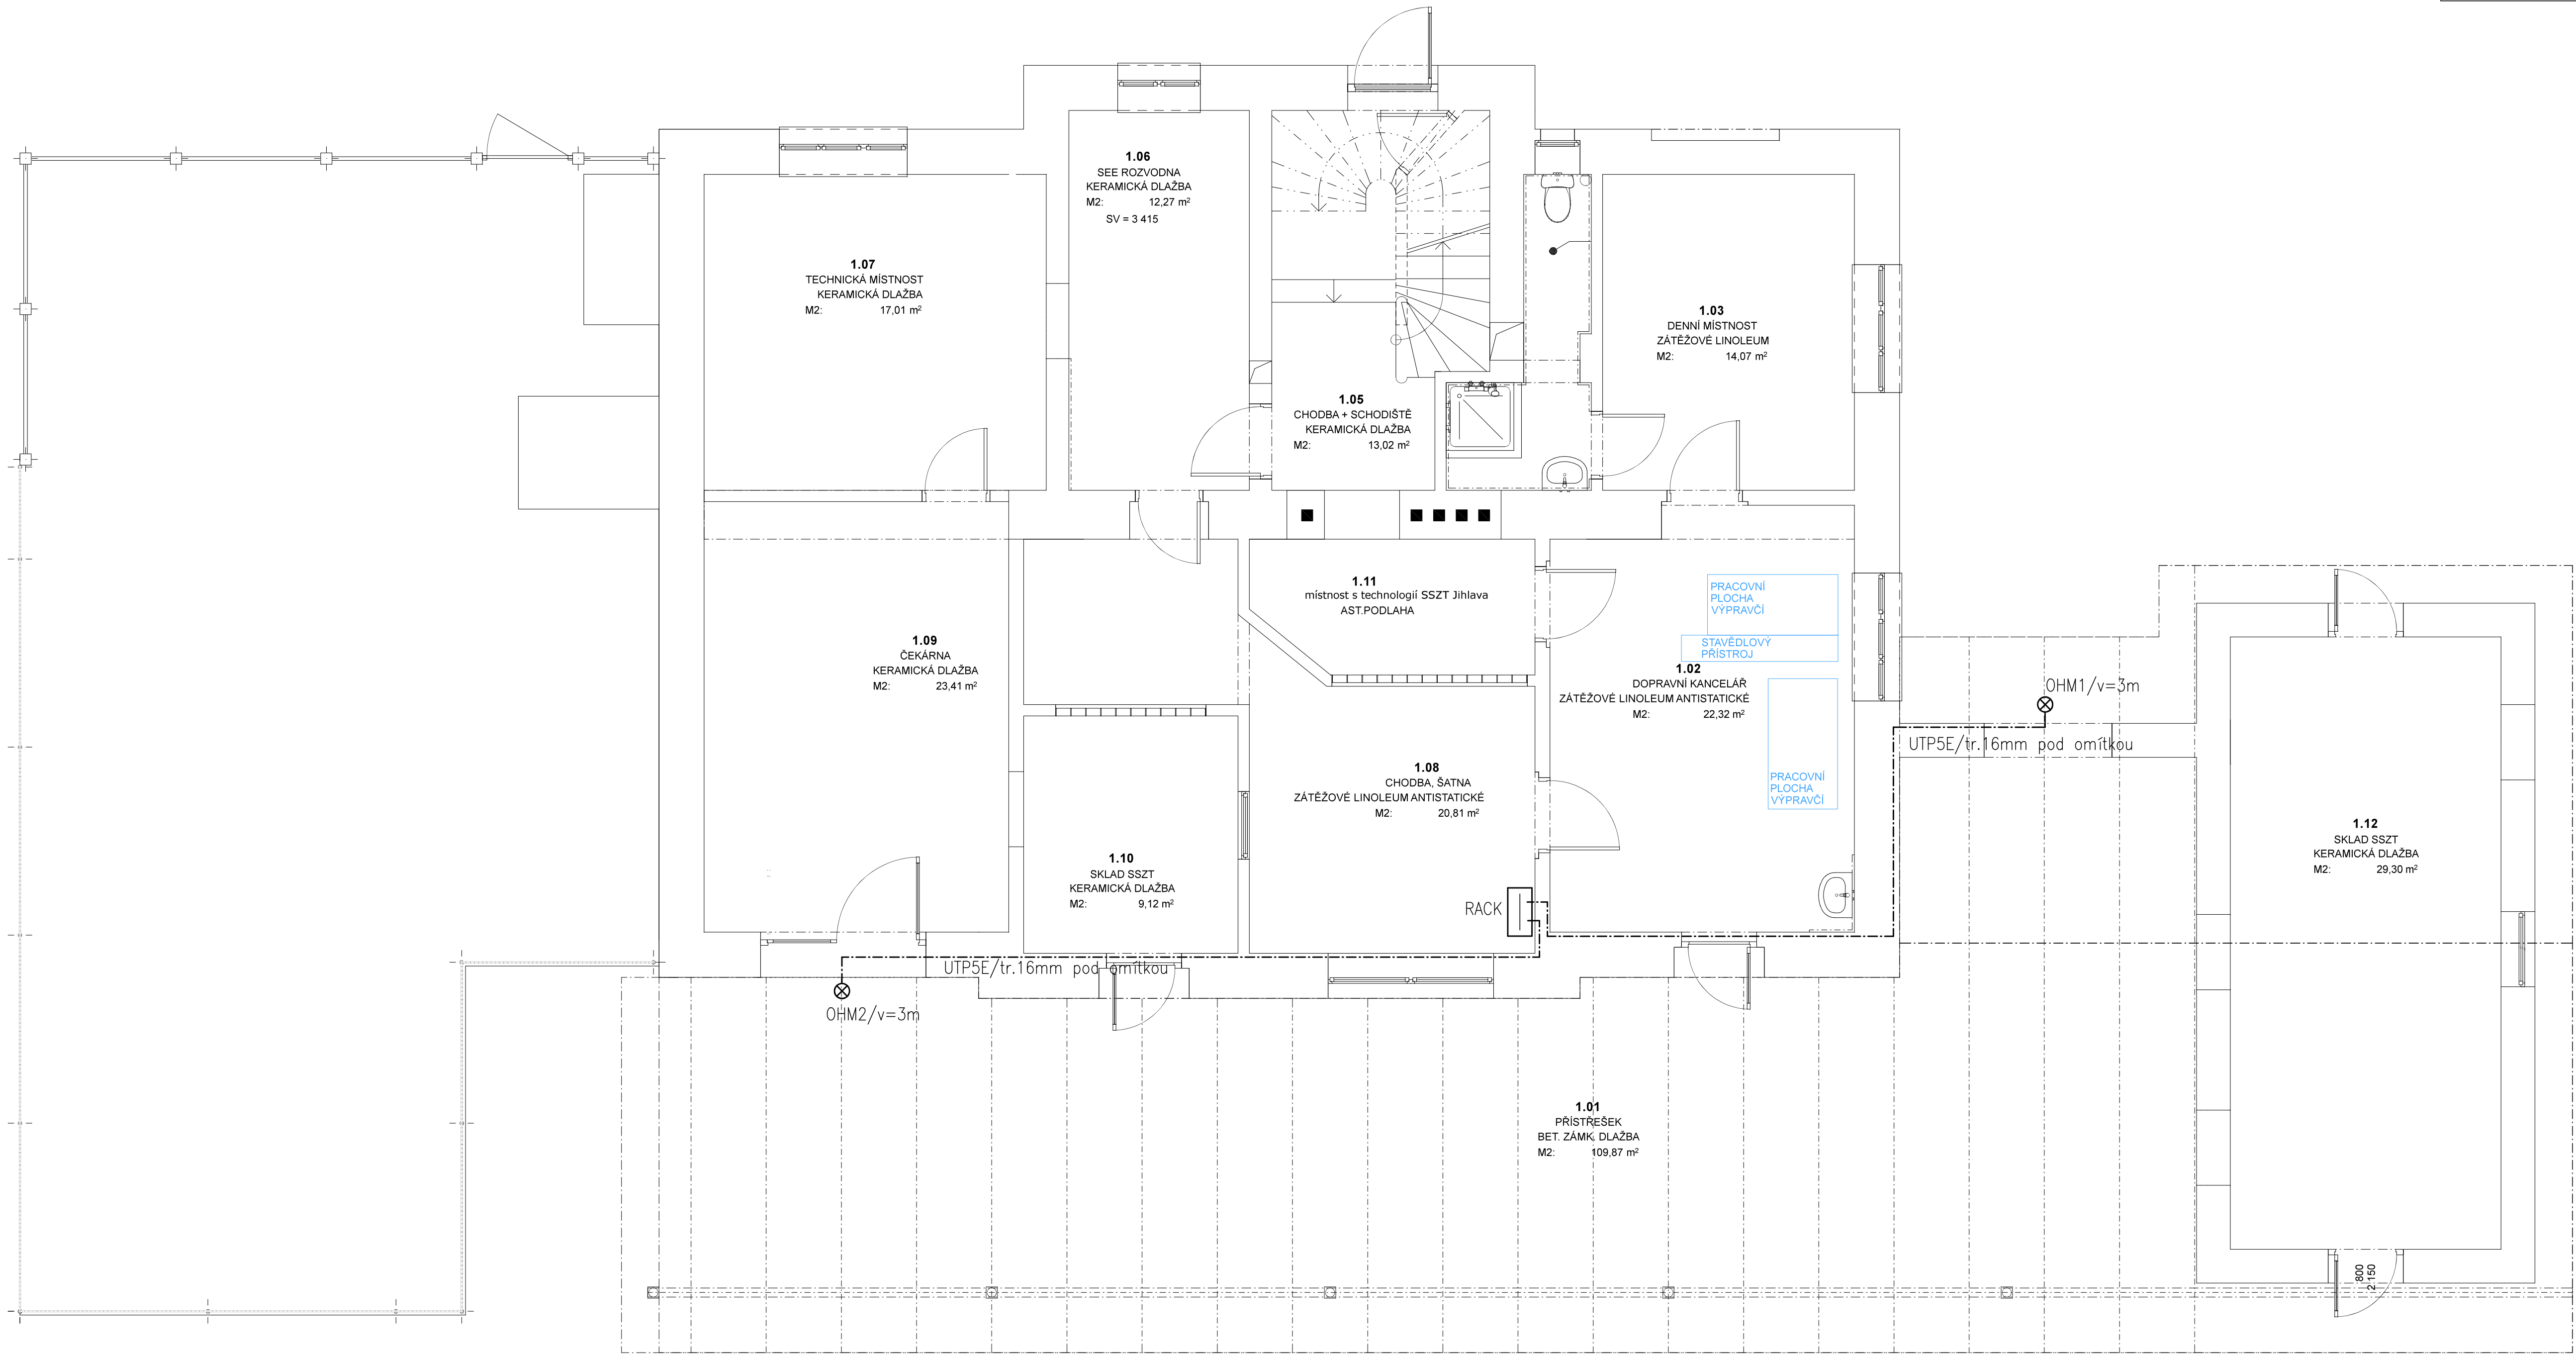 1.06
SEE ROZVODNA
KERAMICKÁ DLAŽBA
M2: 12,27 m²
SV = 3 415
1.07
TECHNICKÁ MÍSTNOST
KERAMICKÁ DLAŽBA
M2: 17,01 m²
1.03
DENNÍ MÍSTNOST
ZÁTĚŽOVÉ LINOLEUM
M2: 14,07 m²
1.05
CHODBA + SCHODIŠTĚ
KERAMICKÁ DLAŽBA
M2: 13,02 m²
1.11
místnost s technologií SSZT Jihlava
AST.PODLAHA
PRACOVNÍ
PLOCHA
VÝPRAVČÍ
STAVĚDLOVÝ
PŘÍSTROJ
1.09
ČEKÁRNA
KERAMICKÁ DLAŽBA
M2: 23,41 m²
1.02
DOPRAVNÍ KANCELÁŘ
ZÁTĚŽOVÉ LINOLEUM ANTISTATICKÉ
M2: 22,32 m²
OHM1/v=3m
UTP5E/tr.16mm pod omítkou
PRACOVNÍ
PLOCHA
VÝPRAVČÍ
1.08
CHODBA, ŠATNA
ZÁTĚŽOVÉ LINOLEUM ANTISTATICKÉ
M2: 20,81 m²
1.12
SKLAD SSZT
KERAMICKÁ DLAŽBA
M2: 29,30 m²
1.10
SKLAD SSZT
KERAMICKÁ DLAŽBA
M2: 9,12 m²
RACK
UTP5E/tr.16mm pod omítkou
OHM2/v=3m
1.01
PŘÍSTŘEŠEK
BET. ZÁMK. DLAŽBA
M2: 109,87 m²
800
2 150